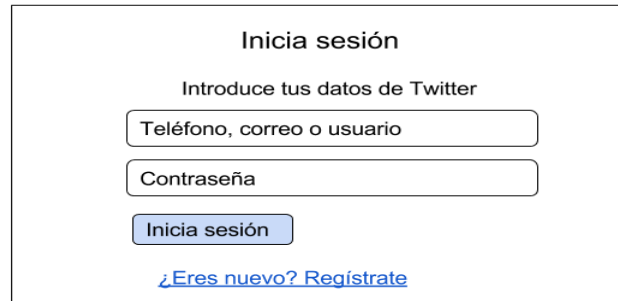 Inicia sesión
Introduce tus datos de Twitter
Teléfono, correo o usuario
Contraseña
Inicia sesión
¿Eres nuevo? Regístrate